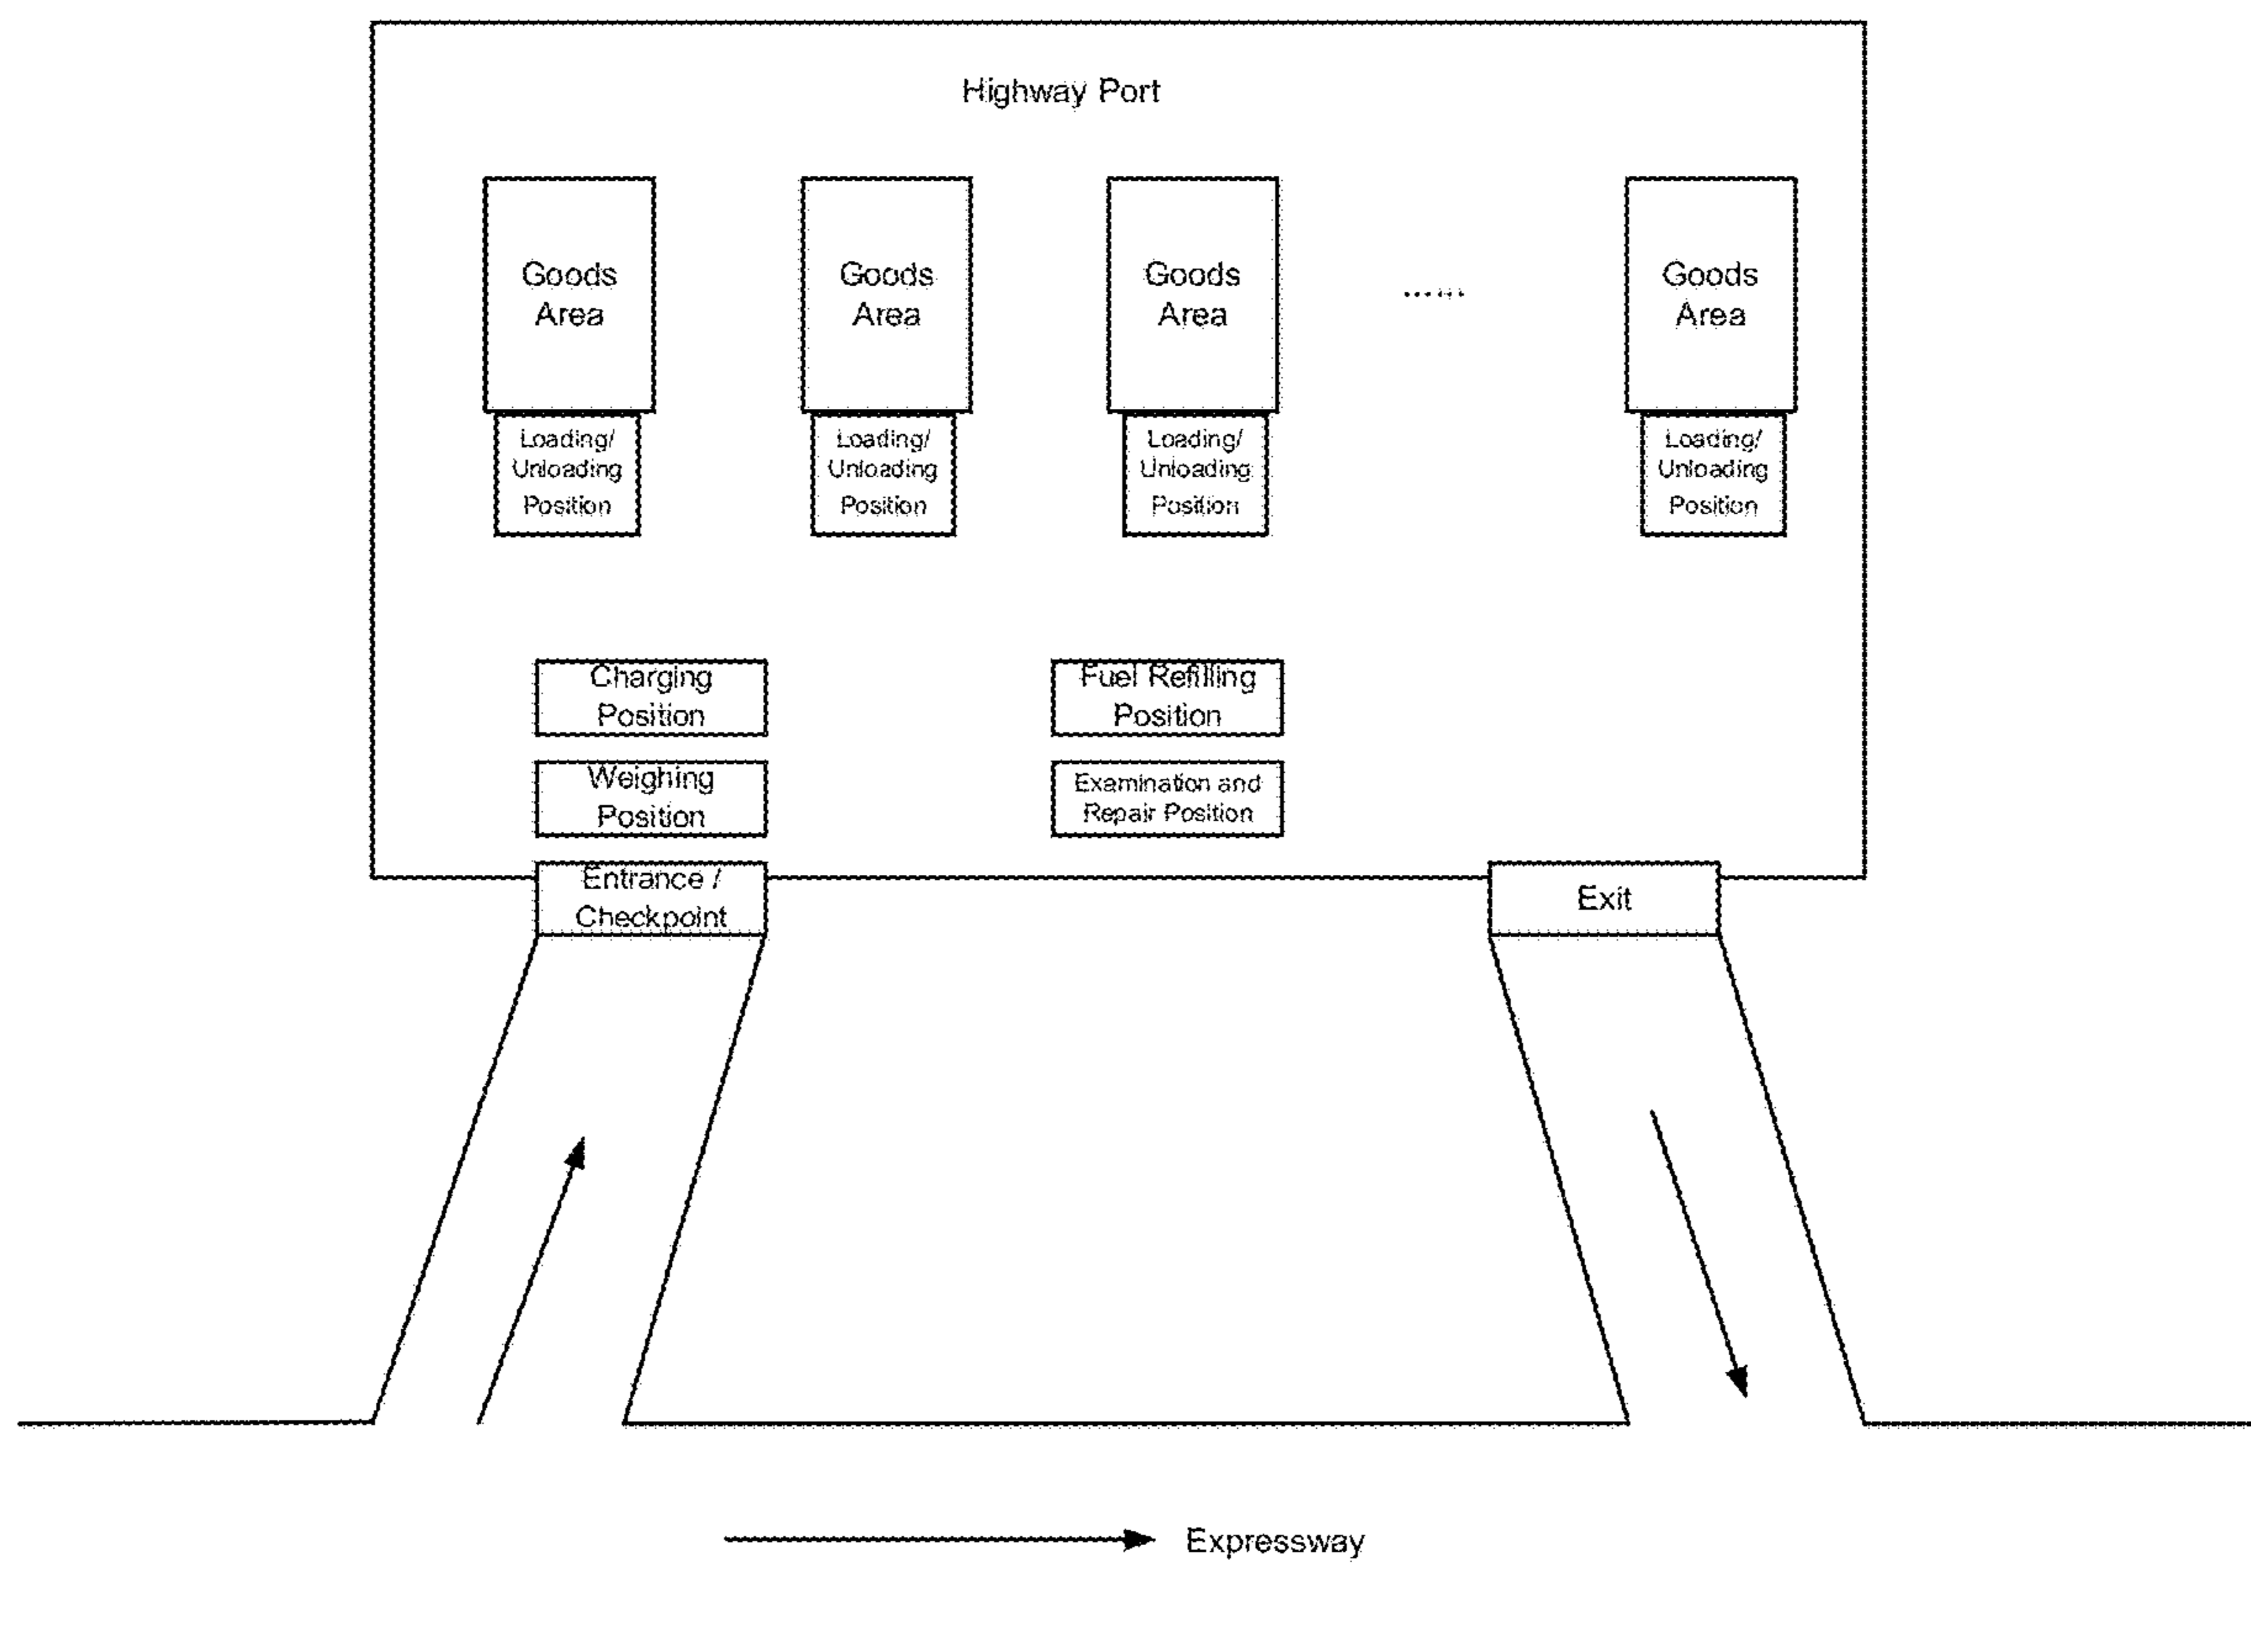 Highway Port
Goods
Area
Goods
Area
Goods
Area
......
Goods
Area
Loading/
Unloading
Position
Loading/
Unloading
Position
Loading/
Unloading
Position
Loading/
Unloading
Position
Charging
Position
Fuel Refilling
Position
Weighing
Position
Examination and
Repair Position
Entrance /
Checkpoint
Exit
Expressway